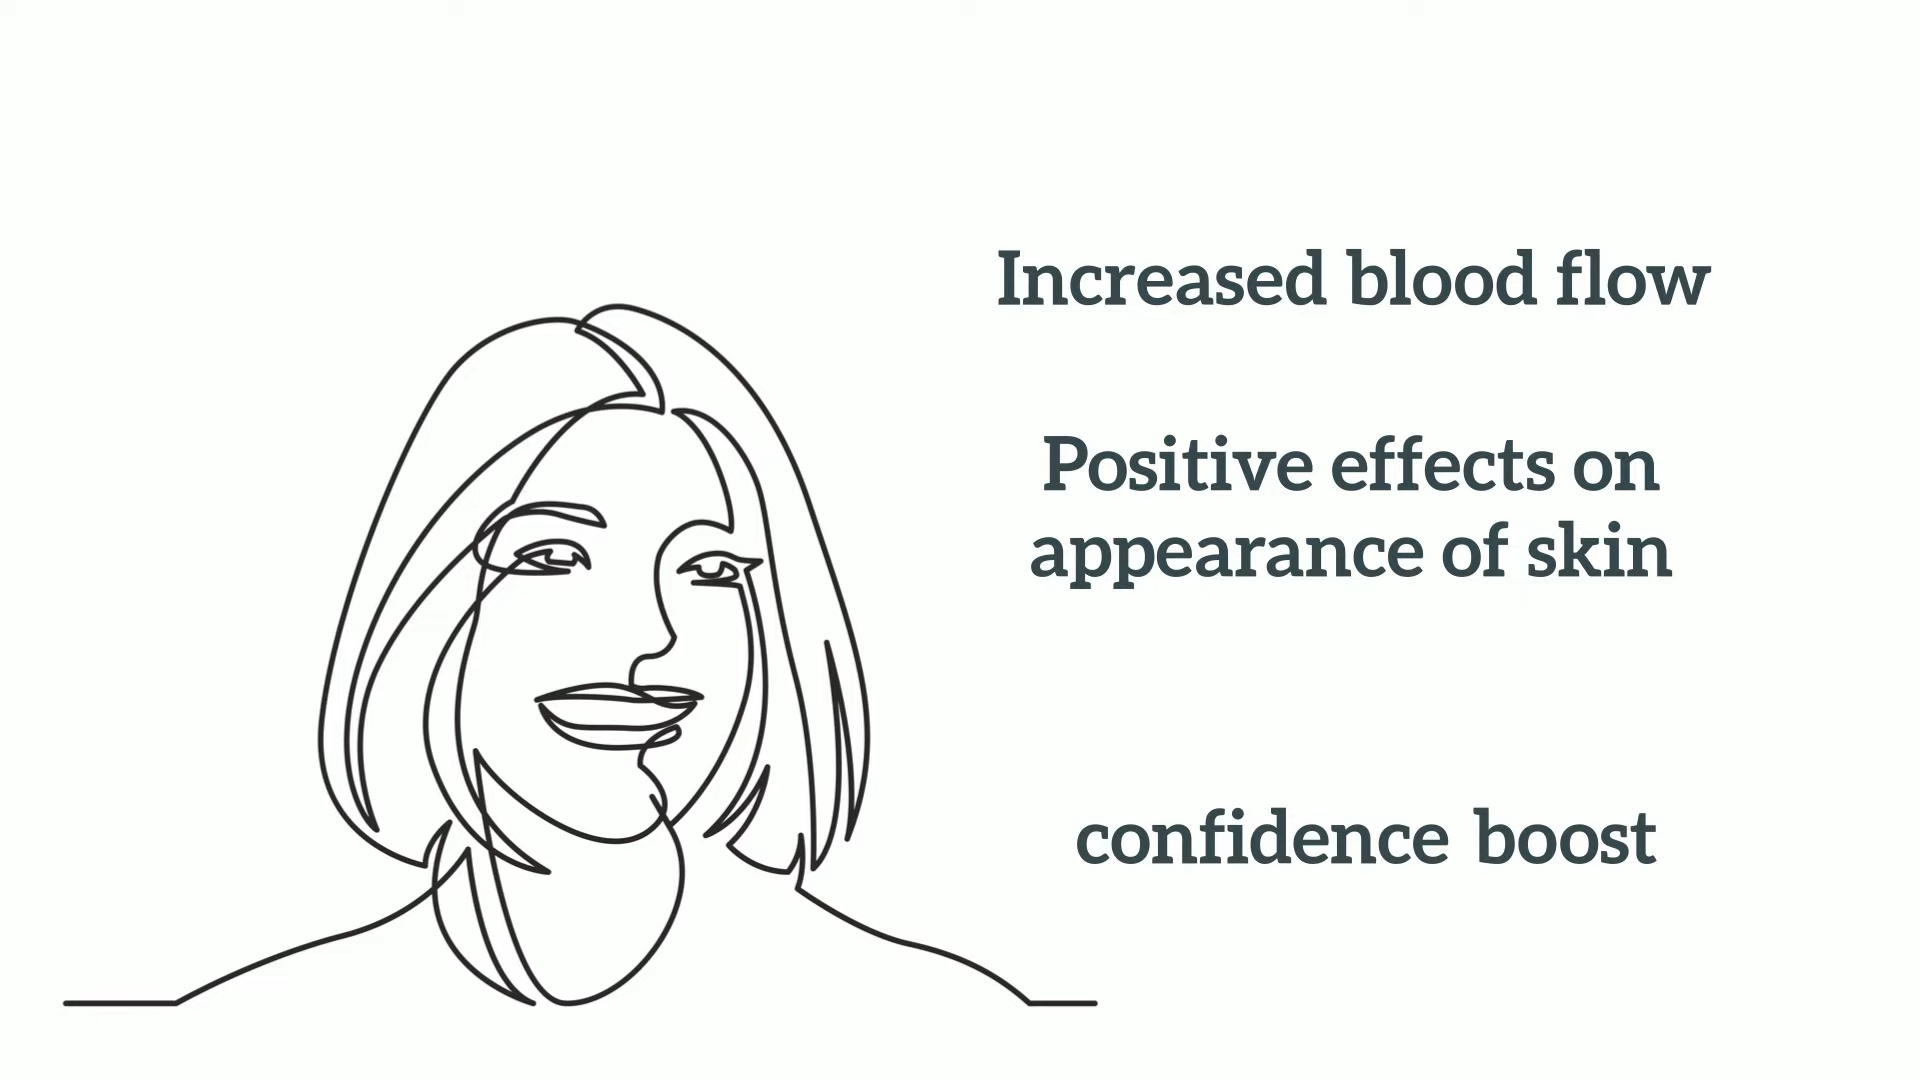 Increased blood flow
Positive effects on
appearance of skin
confidence boost